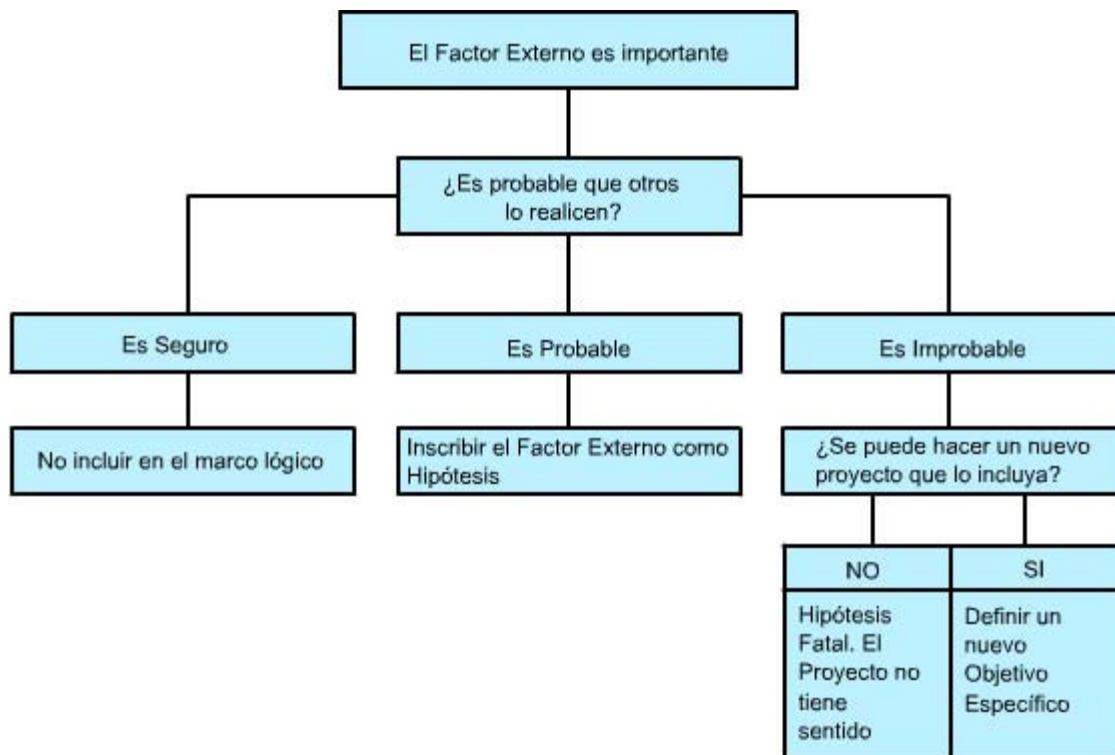 El Factor Externo es importante
¿Es probable que otros
lo realicen?
Es Seguro
Es Probable
Es Improbable
No incluir en el marco lógico
Inscribir el Factor Externo como
Hipótesis
¿Se puede hacer un nuevo
proyecto que lo incluya?
NO
SI
Hipótesis
Fatal. El
Proyecto no
tiene
sentido
Definir un
nuevo
Objetivo
Específico